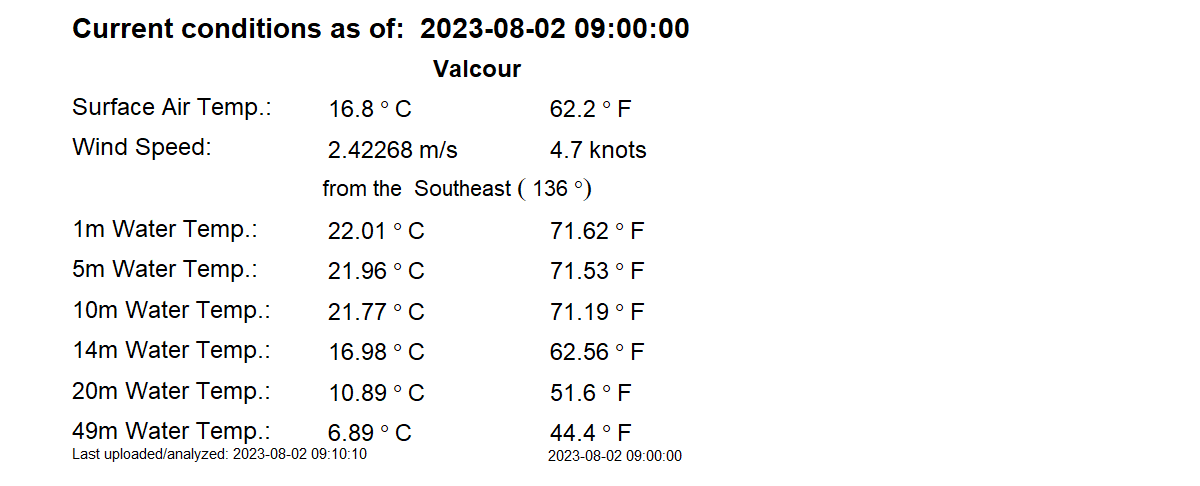 Current conditions as of: 2023-08-02 09:00:00
Valcour
Surface Air Temp.: 16.8 ° C 62.2 ° F
Wind Speed: 2.42268 m/s 4.7 knots
from the Southeast ( 136 °)
1m Water Temp.: 22.01 ° C 71.62 ° F
5m Water Temp.: 21.96 ° C 71.53 ° F
10m Water Temp.: 21.77 ° C 71.19 ° F
14m Water Temp.: 16.98 ° C 62.56 ° F
20m Water Temp.: 10.89 ° C 51.6 ° F
49m Water Temp.: 6.89 ° C 44.4 ° F
Last uploaded/analyzed: 2023-08-02 09:10:10 2023-08-02 09:00:00